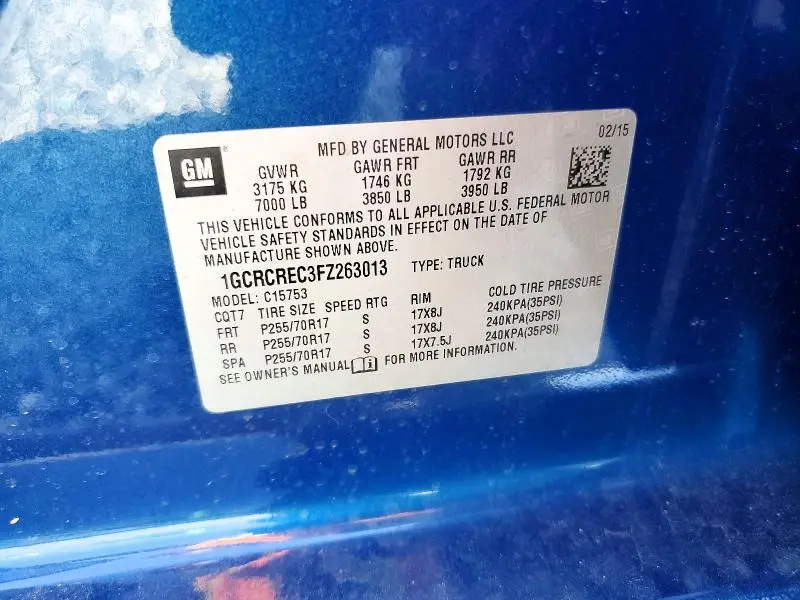 GM
MFD BY GENERAL MOTORS LLC
02/15
GVWR GAWR FRT GAWR RR
3175 KG 1746 KG 1792 KG
7000 LB 3850 LB 3950 LB
THIS VEHICLE CONFORMS TO ALL APPLICABLE U.S. FEDERAL MOTOR
VEHICLE SAFETY STANDARDS IN EFFECT ON THE DATE OF
MANUFACTURE SHOWN ABOVE.
1GCRCREC3FZ263013 TYPE: TRUCK
MODEL: C15753
CQT7 TIRE SIZE SPEED RTG RIM COLD TIRE PRESSURE
FRT P255/70R17 S 17X8J 240KPA(35PSI)
RR P255/70R17 S 17X8J 240KPA(35PSI)
SPA P255/70R17 S 17X7.5J 240KPA(35PSI)
SEE OWNER'S MANUAL FOR MORE INFORMATION.